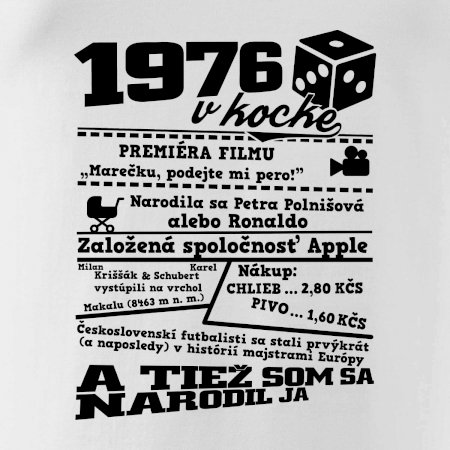 1976
v kocke
PREMIÉRA FILMU
„Marečku, podejte mi pero!”
Narodila sa Petra Polnišová
alebo Ronaldo
Založená spoločnosť Apple
Milan Karel
Kriššák & Schubert
vystúpili na vrchol
Makalu (8463 m n. m.)
Nákup:
CHLIEB ... 2,80 KČS
PIVO ... 1,60 KČS
Československí futbalisti sa stali prvýkrát
(a naposledy) v histórií majstrami Európy
A TIEŽ SOM SA
NARODIL JA